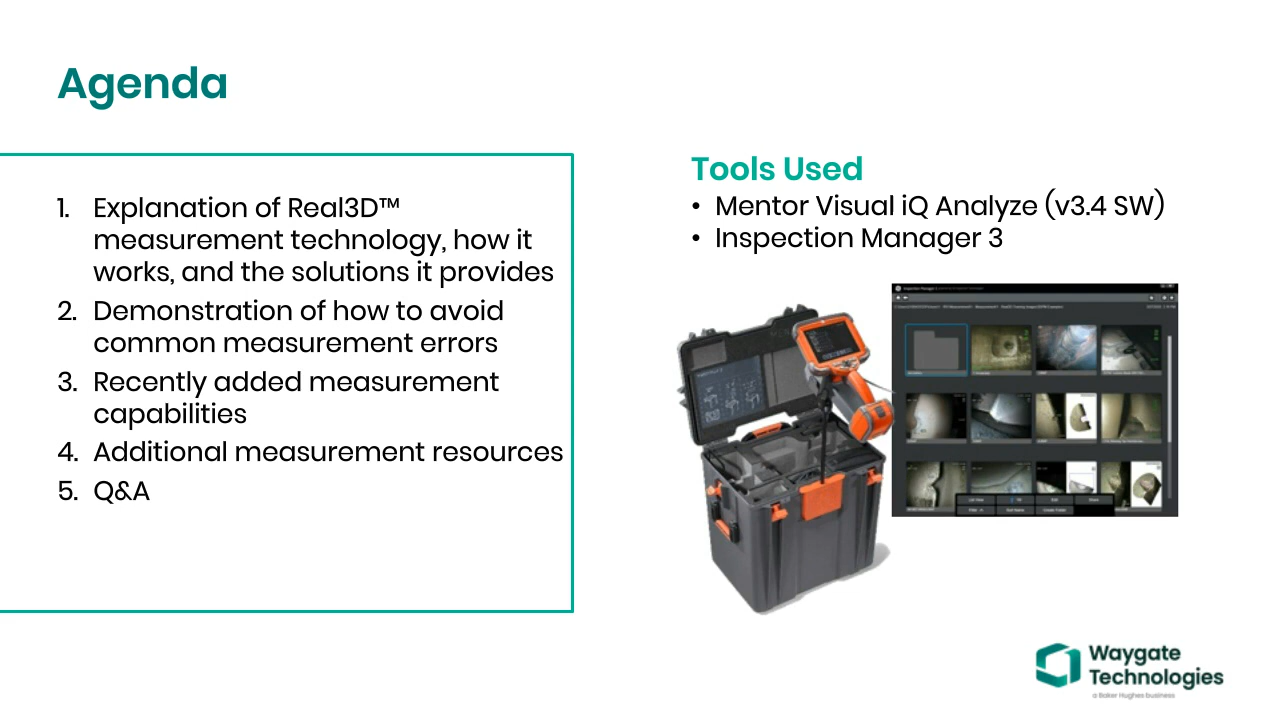 Agenda
1. Explanation of Real3D™
measurement technology, how it
works, and the solutions it provides
2. Demonstration of how to avoid
common measurement errors
3. Recently added measurement
capabilities
4. Additional measurement resources
5. Q&A
Tools Used
• Mentor Visual iQ Analyze (v3.4 SW)
• Inspection Manager 3
Waygate
Technologies
a Baker Hughes business